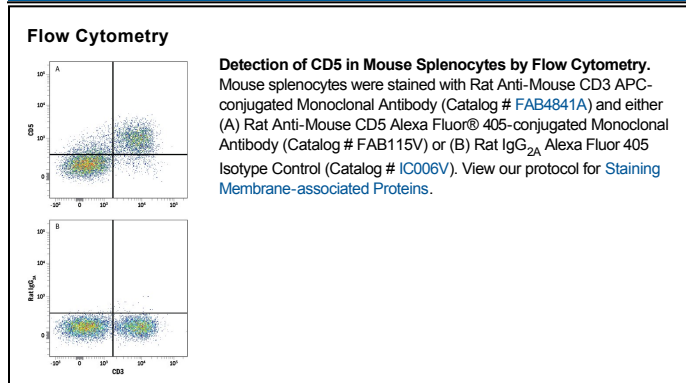 Flow Cytometry
Detection of CD5 in Mouse Splenocytes by Flow Cytometry.
Mouse splenocytes were stained with Rat Anti-Mouse CD3 APC-
conjugated Monoclonal Antibody (Catalog # FAB4841A) and either
(A) Rat Anti-Mouse CD5 Alexa Fluor® 405-conjugated Monoclonal
Antibody (Catalog # FAB115V) or (B) Rat IgG2A Alexa Fluor 405
Isotype Control (Catalog # IC006V). View our protocol for Staining
Membrane-associated Proteins.
A
10⁵
10⁴
CD5
10³
0
-10³ 0 10³ 10⁴ 10⁵
B
10⁵
10⁴
Rat IgG2A
10³
0
-10³ 0 10³ 10⁴ 10⁵
CD3